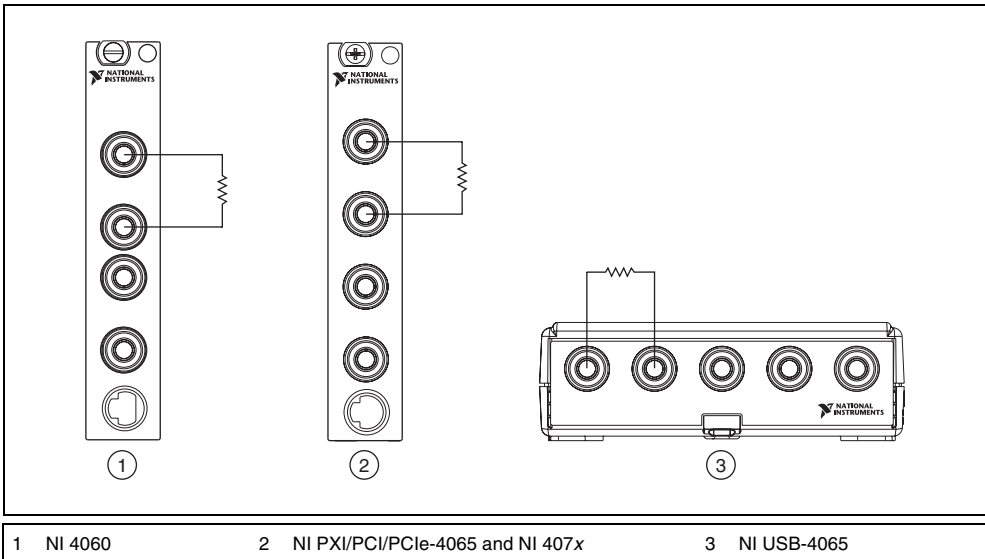 NATIONAL
INSTRUMENTS
NATIONAL
INSTRUMENTS
NATIONAL
INSTRUMENTS
1
2
3
1 NI 4060 2 NI PXI/PCI/PCIe-4065 and NI 407x 3 NI USB-4065